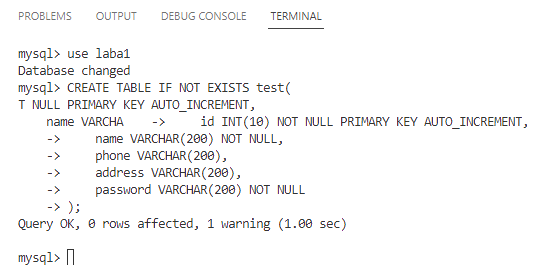 PROBLEMS OUTPUT DEBUG CONSOLE TERMINAL
mysql> use laba1
Database changed
mysql> CREATE TABLE IF NOT EXISTS test(
T NULL PRIMARY KEY AUTO_INCREMENT,
    name VARCHA    ->     id INT(10) NOT NULL PRIMARY KEY AUTO_INCREMENT,
    ->     name VARCHAR(200) NOT NULL,
    ->     phone VARCHAR(200),
    ->     address VARCHAR(200),
    ->     password VARCHAR(200) NOT NULL
    -> );
Query OK, 0 rows affected, 1 warning (1.00 sec)
mysql>